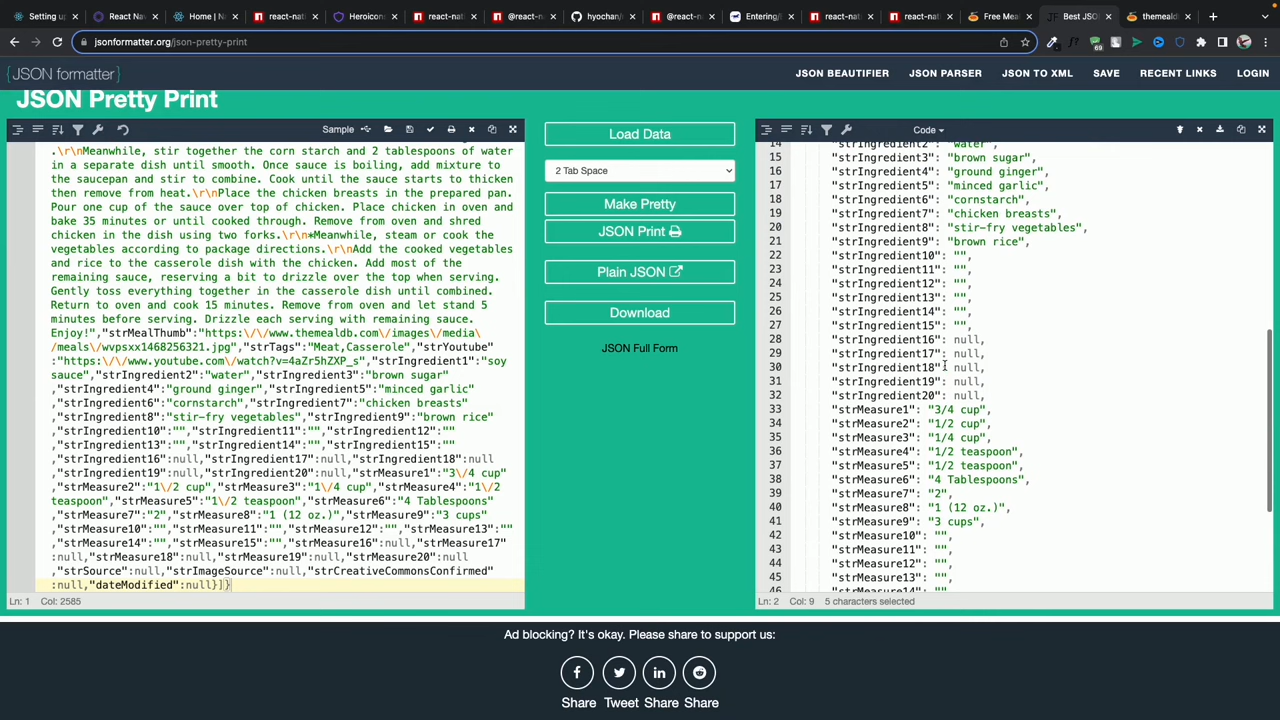 Setting up
React Nav
Home | N
react-nat
Heroicons
react-nat
@react-n
hyochan/
@react-n
Entering/
react-nat
react-nat
Free Mea
Best JSO
themealdb
jsonformatter.org/json-pretty-print
69
{JSON formatter}
JSON BEAUTIFIER
JSON PARSER
JSON TO XML
SAVE
RECENT LINKS
LOGIN
JSON Pretty Print
Sample
.\r\nMeanwhile, stir together the corn starch and 2 tablespoons of water
in a separate dish until smooth. Once sauce is boiling, add mixture to
the saucepan and stir to combine. Cook until the sauce starts to thicken
then remove from heat.\r\nPlace the chicken breasts in the prepared pan.
Pour one cup of the sauce over top of chicken. Place chicken in oven and
bake 35 minutes or until cooked through. Remove from oven and shred
chicken in the dish using two forks.\r\n*Meanwhile, steam or cook the
vegetables according to package directions.\r\nAdd the cooked vegetables
and rice to the casserole dish with the chicken. Add most of the
remaining sauce, reserving a bit to drizzle over the top when serving.
Gently toss everything together in the casserole dish until combined.
Return to oven and cook 15 minutes. Remove from oven and let stand 5
minutes before serving. Drizzle each serving with remaining sauce.
Enjoy!","strMealThumb":"https:\/\/www.themealdb.com\/images\/media\
/meals\/wvpsxx1468256321.jpg","strTags":"Meat,Casserole","strYoutube"
:"https:\/\/www.youtube.com\/watch?v=4aZr5hZXP_s","strIngredient1":"soy
sauce","strIngredient2":"water","strIngredient3":"brown sugar"
,"strIngredient4":"ground ginger","strIngredient5":"minced garlic"
,"strIngredient6":"cornstarch","strIngredient7":"chicken breasts"
,"strIngredient8":"stir-fry vegetables","strIngredient9":"brown rice"
,"strIngredient10":"","strIngredient11":"","strIngredient12":""
,"strIngredient13":"","strIngredient14":"","strIngredient15":""
,"strIngredient16":null,"strIngredient17":null,"strIngredient18":null
,"strIngredient19":null,"strIngredient20":null,"strMeasure1":"3\/4 cup"
,"strMeasure2":"1\/2 cup","strMeasure3":"1\/4 cup","strMeasure4":"1\/2
teaspoon","strMeasure5":"1\/2 teaspoon","strMeasure6":"4 Tablespoons"
,"strMeasure7":"2","strMeasure8":"1 (12 oz.)","strMeasure9":"3 cups"
,"strMeasure10":"","strMeasure11":"","strMeasure12":"","strMeasure13":""
,"strMeasure14":"","strMeasure15":"","strMeasure16":null,"strMeasure17"
:null,"strMeasure18":null,"strMeasure19":null,"strMeasure20":null
,"strSource":null,"strImageSource":null,"strCreativeCommonsConfirmed"
:null,"dateModified":null}]}
Ln: 1 Col: 2585
Load Data
2 Tab Space
Make Pretty
JSON Print
Plain JSON
Download
JSON Full Form
Code
14 "strIngredient2": "water",
15 "strIngredient3": "brown sugar",
16 "strIngredient4": "ground ginger",
17 "strIngredient5": "minced garlic",
18 "strIngredient6": "cornstarch",
19 "strIngredient7": "chicken breasts",
20 "strIngredient8": "stir-fry vegetables",
21 "strIngredient9": "brown rice",
22 "strIngredient10": "",
23 "strIngredient11": "",
24 "strIngredient12": "",
25 "strIngredient13": "",
26 "strIngredient14": "",
27 "strIngredient15": "",
28 "strIngredient16": null,
29 "strIngredient17": null,
30 "strIngredient18": null,
31 "strIngredient19": null,
32 "strIngredient20": null,
33 "strMeasure1": "3/4 cup",
34 "strMeasure2": "1/2 cup",
35 "strMeasure3": "1/4 cup",
36 "strMeasure4": "1/2 teaspoon",
37 "strMeasure5": "1/2 teaspoon",
38 "strMeasure6": "4 Tablespoons",
39 "strMeasure7": "2",
40 "strMeasure8": "1 (12 oz.)",
41 "strMeasure9": "3 cups",
42 "strMeasure10": "",
43 "strMeasure11": "",
44 "strMeasure12": "",
45 "strMeasure13": "",
46 "strMeasure14": ""
Ln: 2 Col: 9 5 characters selected
Ad blocking? It's okay. Please share to support us:
Share Tweet Share Share